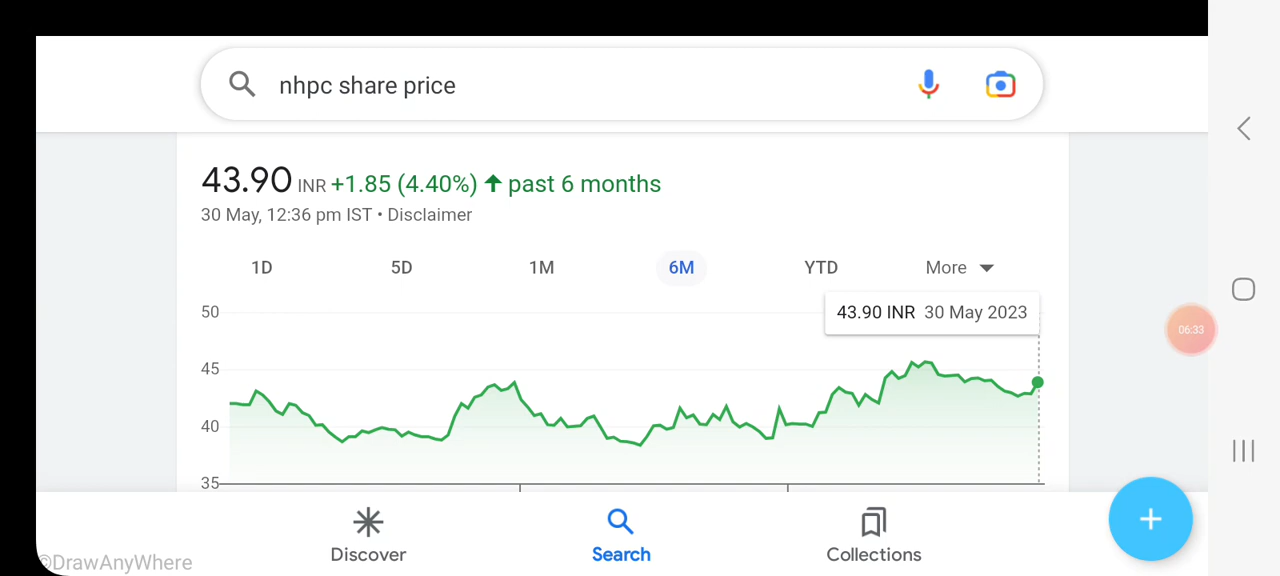 nhpc share price
43.90 INR +1.85 (4.40%) ↑ past 6 months
30 May, 12:36 pm IST • Disclaimer
1D 5D 1M 6M YTD More
43.90 INR 30 May 2023
50
45
40
35
06:33
Discover Search Collections
©DrawAnyWhere